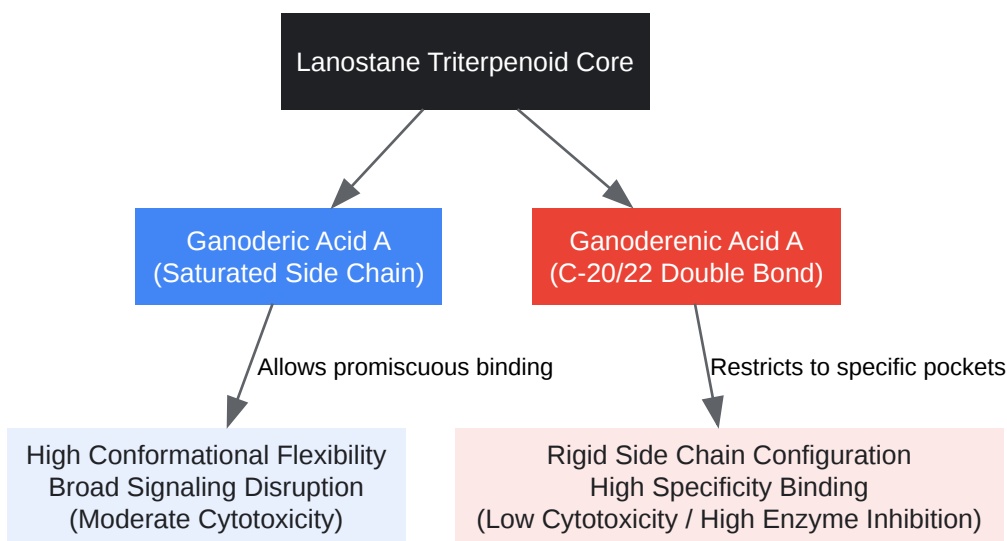 Lanostane Triterpenoid Core
Ganoderic Acid A
(Saturated Side Chain)
Ganoderenic Acid A
(C-20/22 Double Bond)
Allows promiscuous binding
Restricts to specific pockets
High Conformational Flexibility
Broad Signaling Disruption
(Moderate Cytotoxicity)
Rigid Side Chain Configuration
High Specificity Binding
(Low Cytotoxicity / High Enzyme Inhibition)